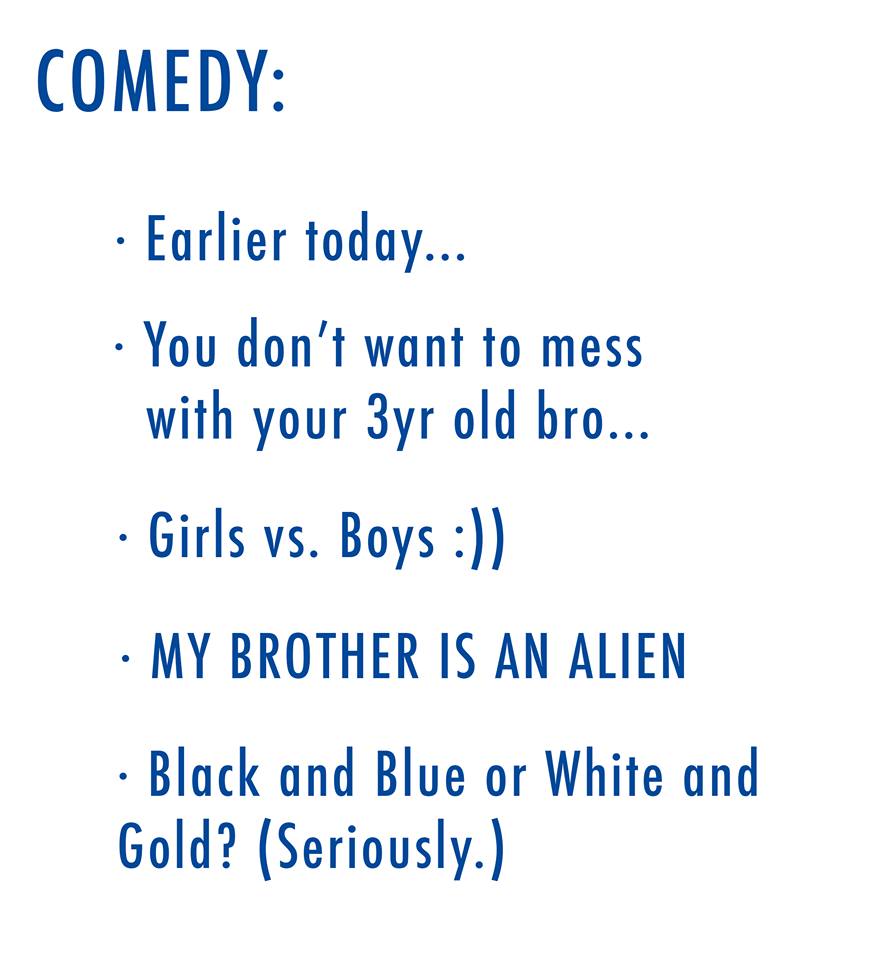 COMEDY:
· Earlier today...
· You don’t want to mess
with your 3yr old bro...
· Girls vs. Boys :))
· MY BROTHER IS AN ALIEN
· Black and Blue or White and
Gold? (Seriously.)